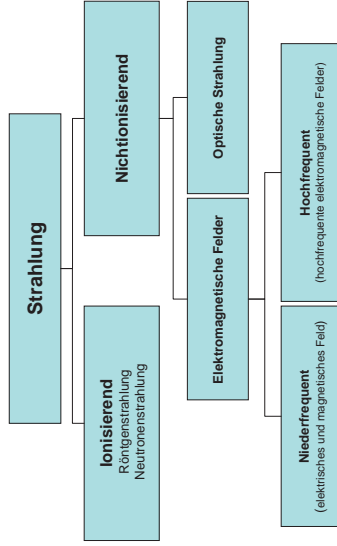 Strahlung
Ionisierend
Röntgenstrahlung
Neutronenstrahlung
Nichtionisierend
Elektromagnetische Felder
Optische Strahlung
Niederfrequent
(elektrisches und magnetisches Feld)
Hochfrequent
(hochfrequente elektromagnetische Felder)